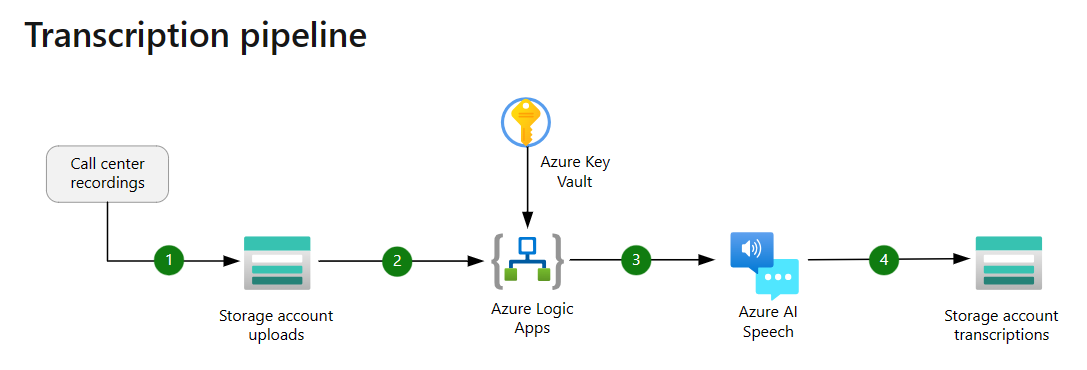 Transcription pipeline
Call center
recordings
Azure Key
Vault
1
2
3
4
Storage account
uploads
Azure Logic
Apps
Azure AI
Speech
Storage account
transcriptions